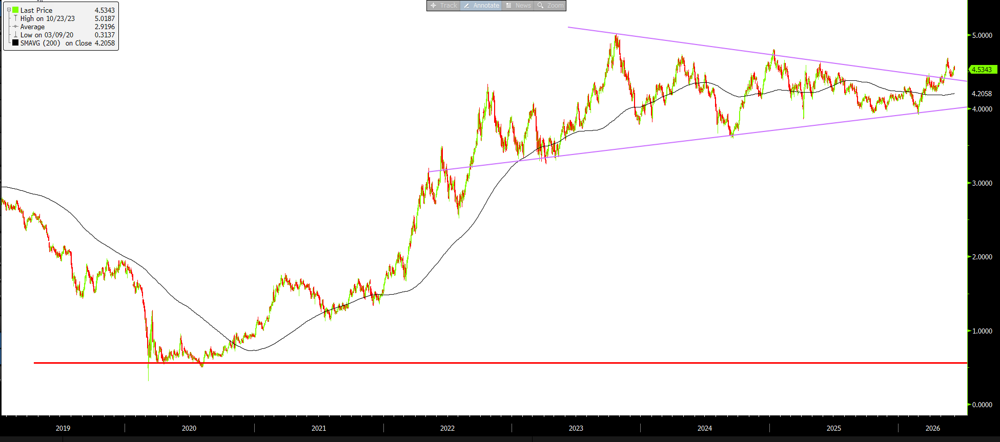 Track Annotate News Zoom
Last Price 4.5343
High on 10/23/23 5.0187
Average 2.9196
Low on 03/09/20 0.3137
SMAVG (200) on Close 4.2058
5.0000
4.5343
4.2058
4.0000
3.0000
2.0000
1.0000
0.0000
2019 2020 2021 2022 2023 2024 2025 2026